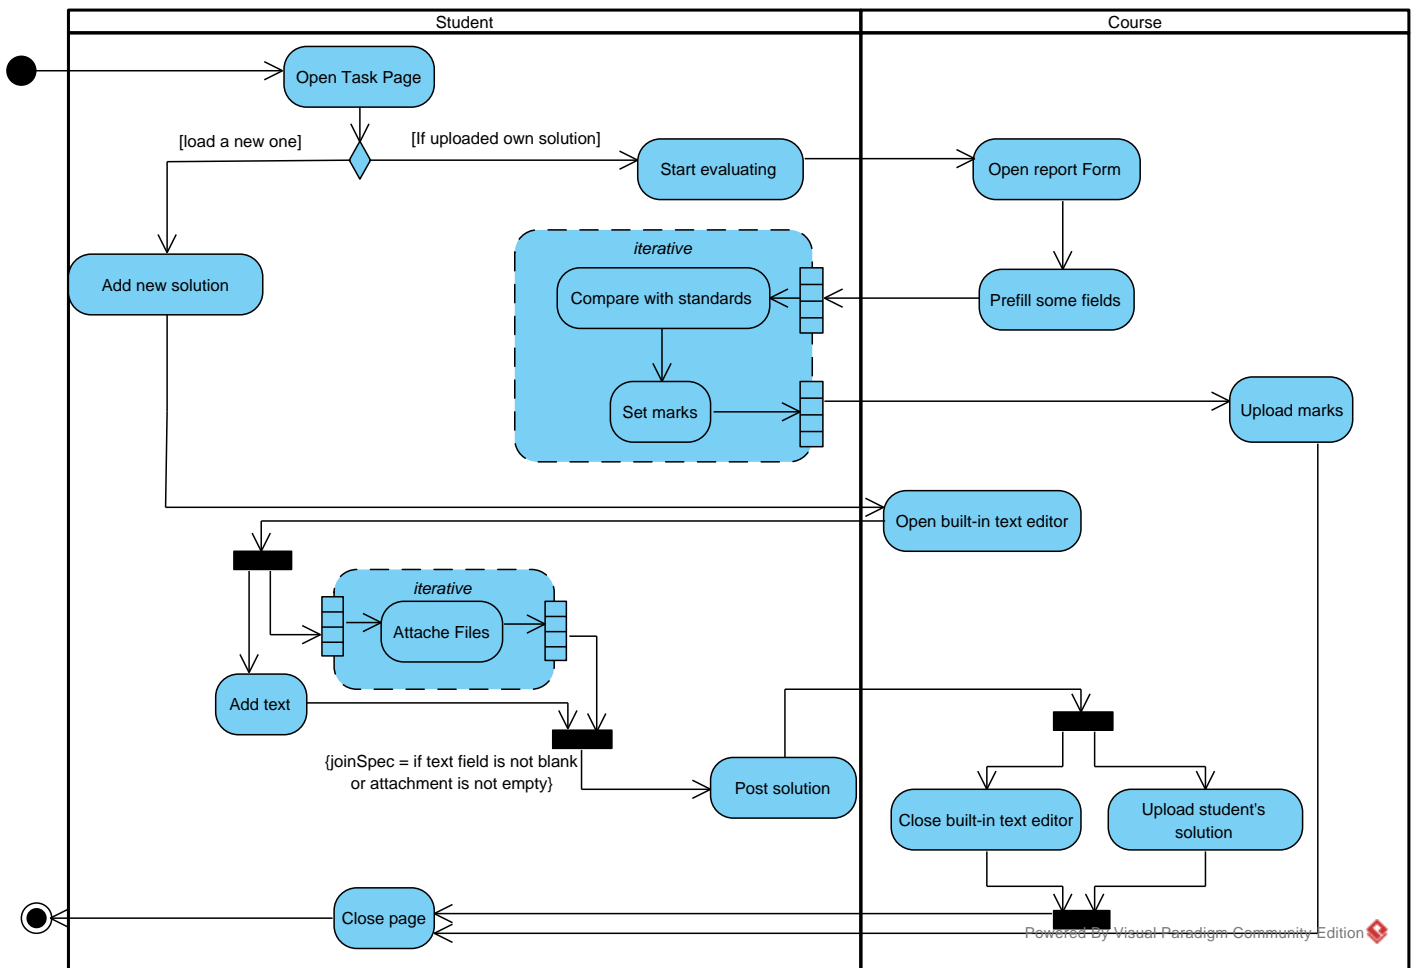 Student
Course
Open Task Page
[load a new one]
[If uploaded own solution]
Start evaluating
Open report Form
iterative
Add new solution
Compare with standards
Prefill some fields
Set marks
Upload marks
Open built-in text editor
iterative
Attache Files
Add text
{joinSpec = if text field is not blank
or attachment is not empty}
Post solution
Close built-in text editor
Upload student's
solution
Close page
Powered By Visual Paradigm Community Edition